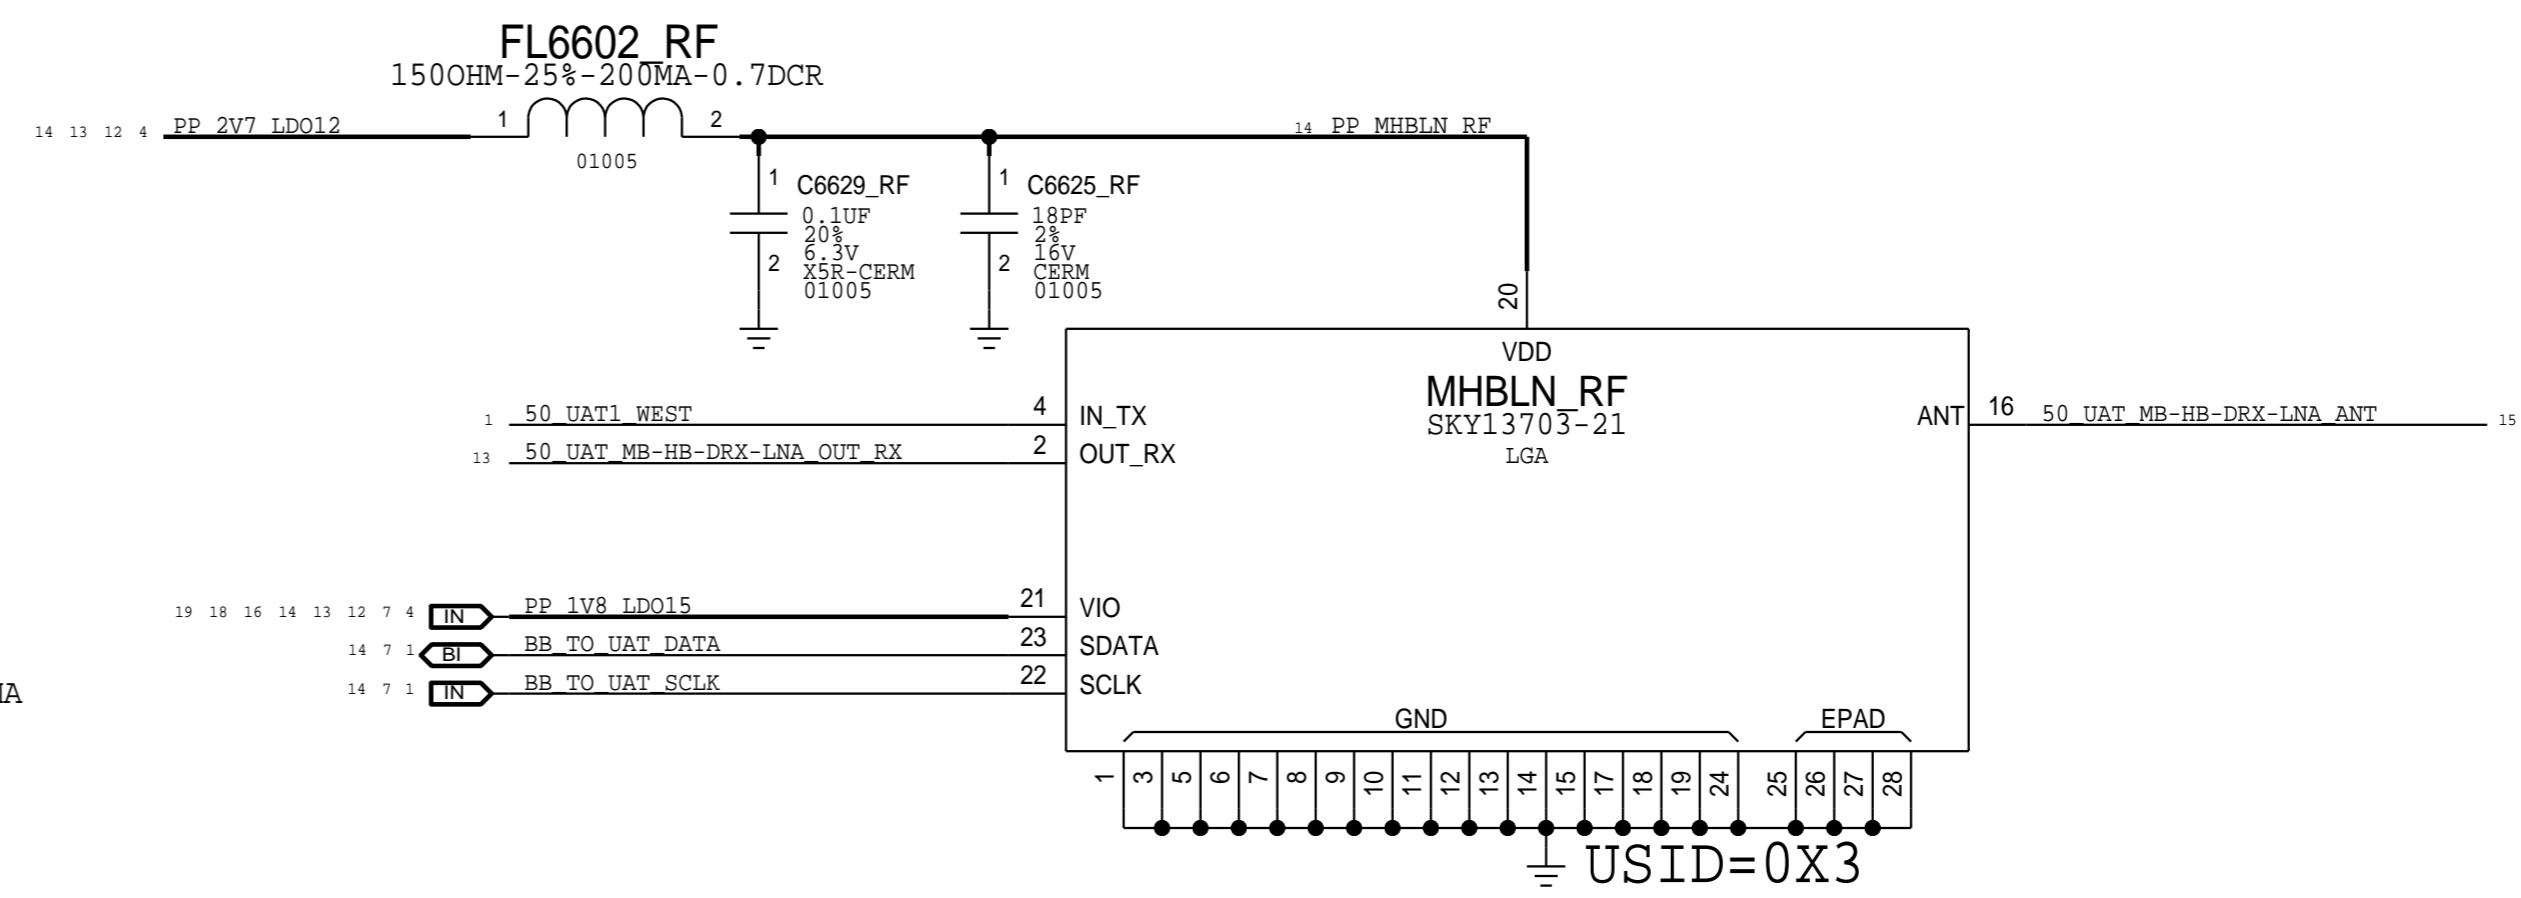 FL6602_RF
150OHM-25%-200MA-0.7DCR
14 13 12 4 PP_2V7_LDO12 1 2 14 PP_MHBLN_RF
01005
1 C6629_RF
0.1UF
20%
6.3V
2 X5R-CERM
01005
1 C6625_RF
18PF
2%
16V
2 CERM
01005
20
VDD
MHBLN_RF
SKY13703-21
LGA
1 50_UAT1_WEST 4 IN_TX
13 50_UAT_MB-HB-DRX-LNA_OUT_RX 2 OUT_RX
ANT 16 50_UAT_MB-HB-DRX-LNA_ANT 15
19 18 16 14 13 12 7 4 IN PP_1V8_LDO15 21 VIO
14 7 1 BI BB_TO_UAT_DATA 23 SDATA
14 7 1 IN BB_TO_UAT_SCLK 22 SCLK
GND EPAD
1 3 5 6 7 8 9 10 11 12 13 14 15 17 18 19 24 25 26 27 28
USID=0X3